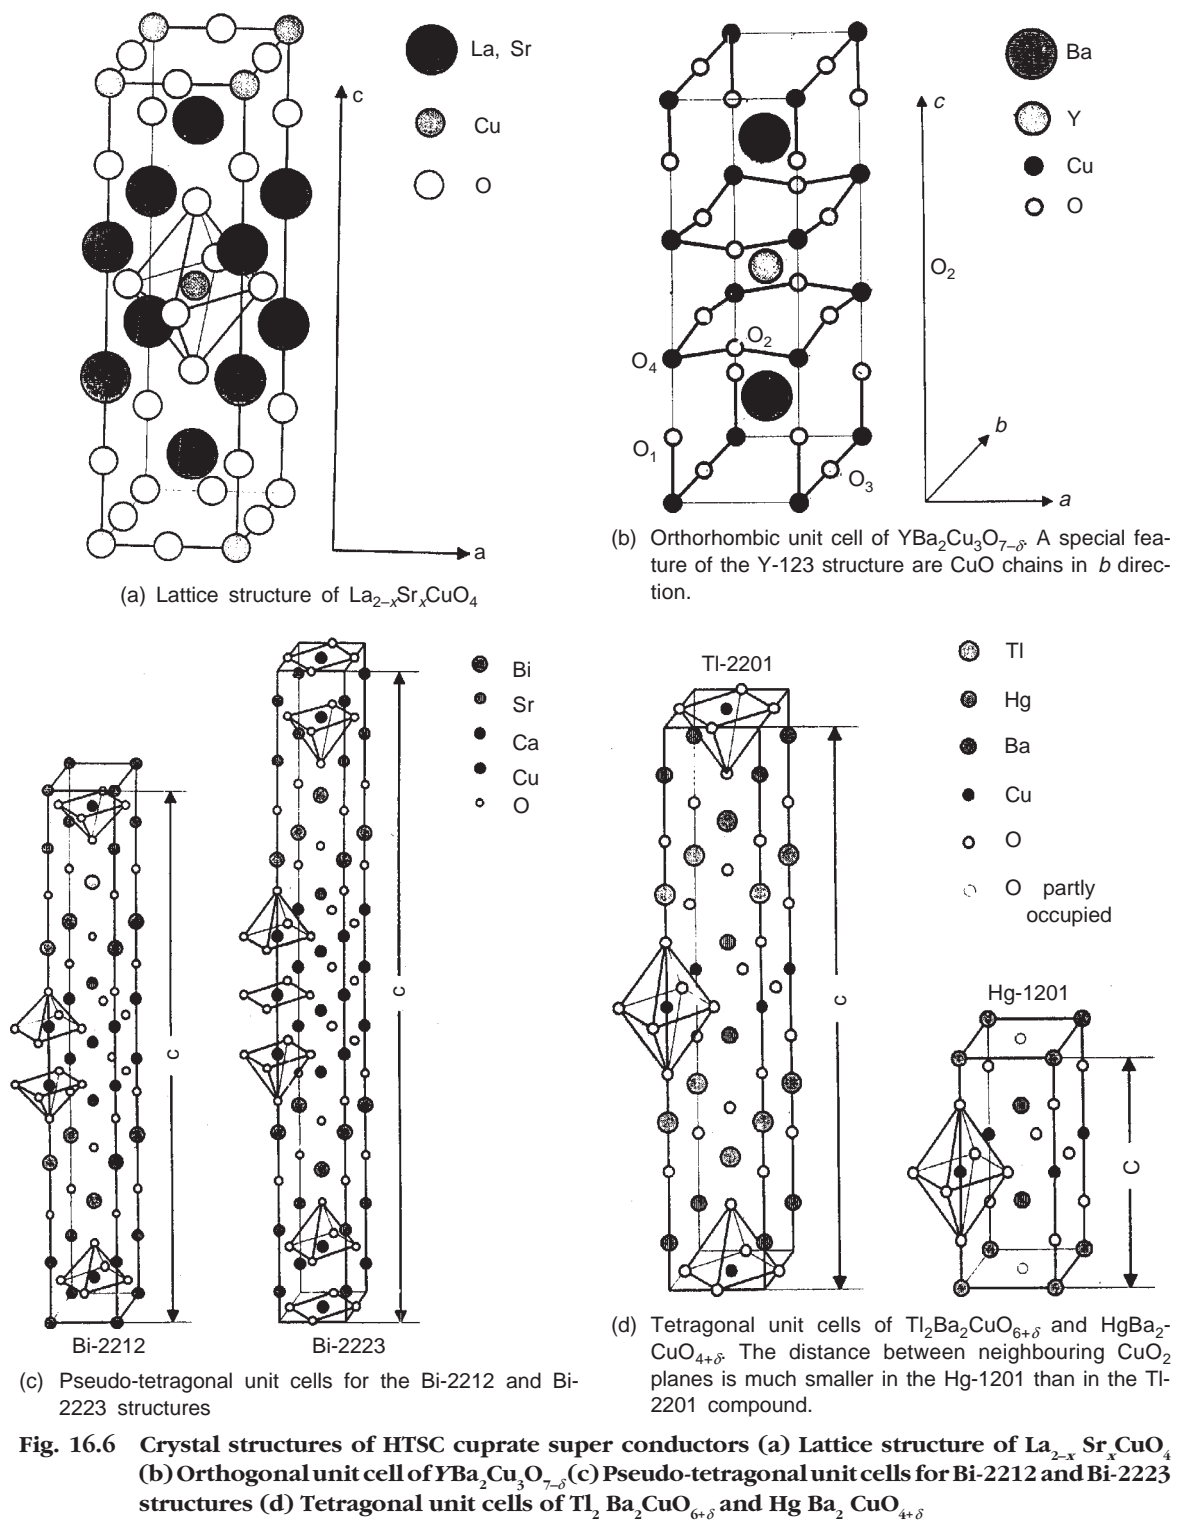 La, Sr
Cu
O
c
a
(a) Lattice structure of La2–xSrxCuO4
Ba
Y
Cu
O
c
O2
O2
O4
O1
O3
b
a
(b) Orthorhombic unit cell of YBa2Cu3O7–δ. A special fea-
ture of the Y-123 structure are CuO chains in b direc-
tion.
Bi
Sr
Ca
Cu
O
c
c
Bi-2212
Bi-2223
(c) Pseudo-tetragonal unit cells for the Bi-2212 and Bi-
2223 structures
Tl-2201
Tl
Hg
Ba
Cu
O
O partly
occupied
c
Hg-1201
C
(d) Tetragonal unit cells of Tl2Ba2CuO6+δ and HgBa2-
CuO4+δ. The distance between neighbouring CuO2
planes is much smaller in the Hg-1201 than in the Tl-
2201 compound.
Fig. 16.6 Crystal structures of HTSC cuprate super conductors (a) Lattice structure of La2–x SrxCuO4
(b) Orthogonal unit cell of YBa2Cu3O7–δ (c) Pseudo-tetragonal unit cells for Bi-2212 and Bi-2223
structures (d) Tetragonal unit cells of Tl2 Ba2CuO6+δ and Hg Ba2 CuO4+δ